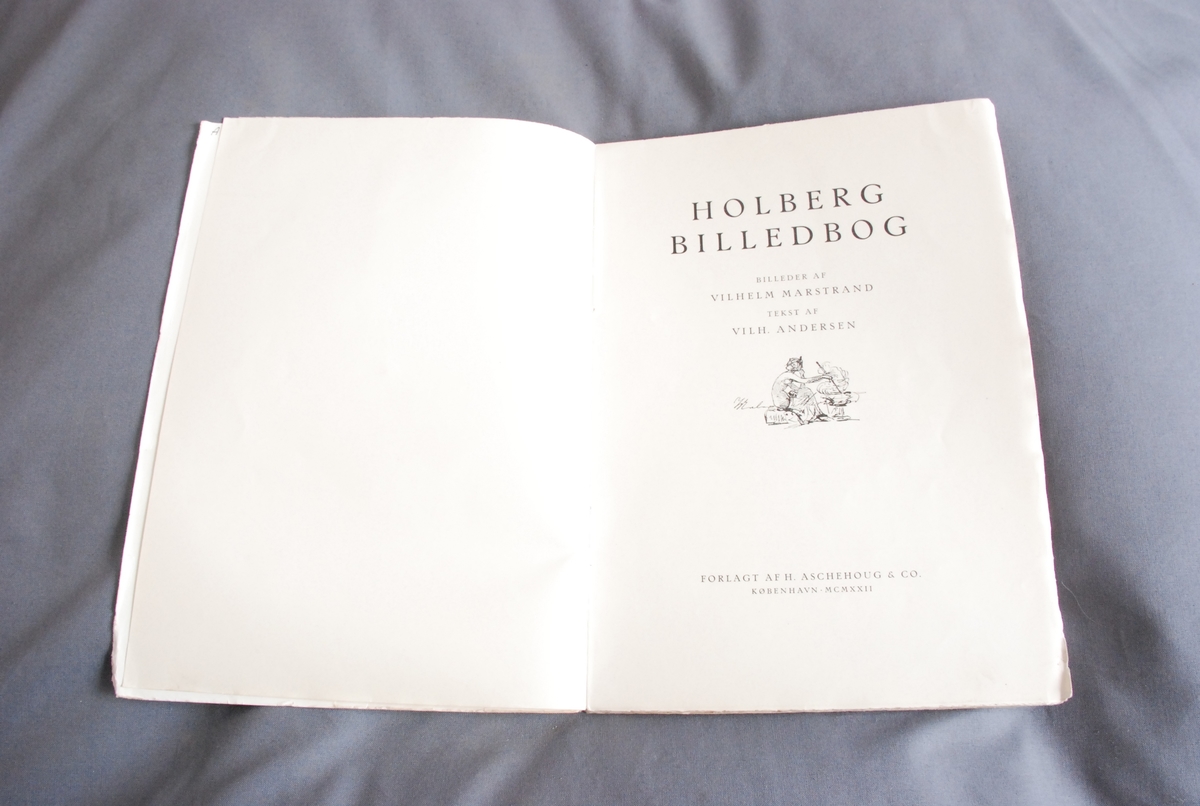 HOLBERG
BILLEDBOG
BILLEDER AF
VILHELM MARSTRAND
TEKST AF
VILH. ANDERSEN
FORLAGT AF H. ASCHEHOUG & CO.
KØBENHAVN · MCMXXII